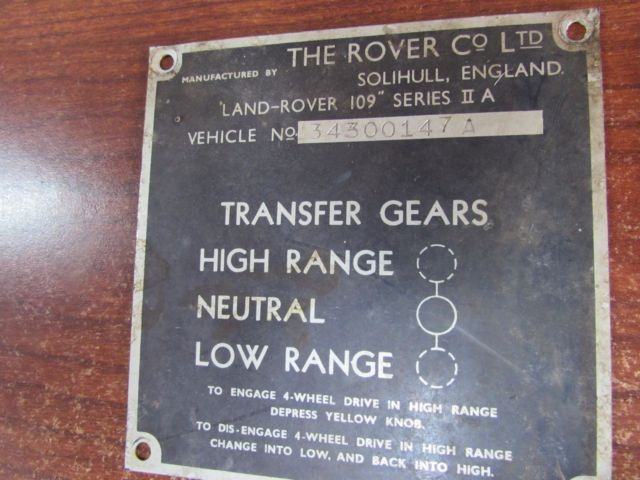 THE ROVER Co LTD
MANUFACTURED BY
SOLIHULL, ENGLAND.
"LAND-ROVER 109" SERIES II A
VEHICLE No 34300147A
TRANSFER GEARS
HIGH RANGE
NEUTRAL
LOW RANGE
TO ENGAGE 4-WHEEL DRIVE IN HIGH RANGE
DEPRESS YELLOW KNOB.
TO DIS-ENGAGE 4-WHEEL DRIVE IN HIGH RANGE
CHANGE INTO LOW, AND BACK INTO HIGH.